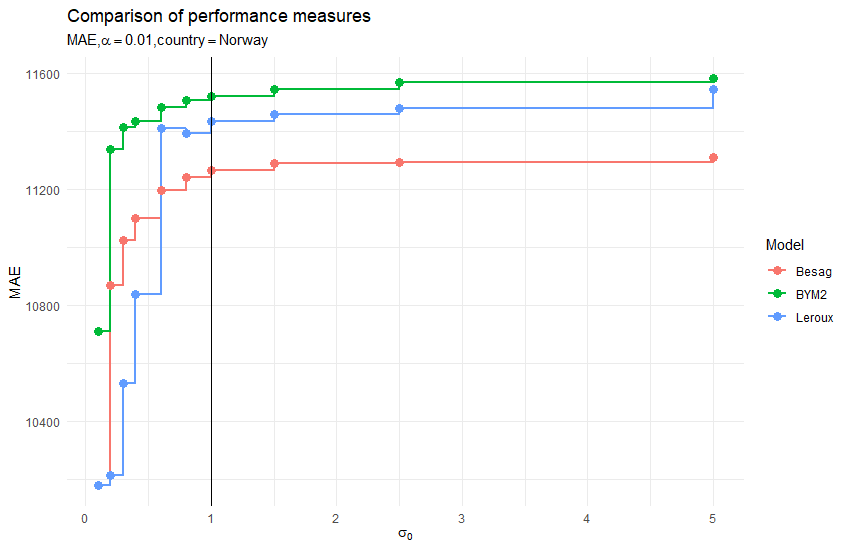 Comparison of performance measures
MAE,α = 0.01,country = Norway
MAE
11600
11200
10800
10400
0 1 2 3 4 5
σ0
Model
Besag
BYM2
Leroux